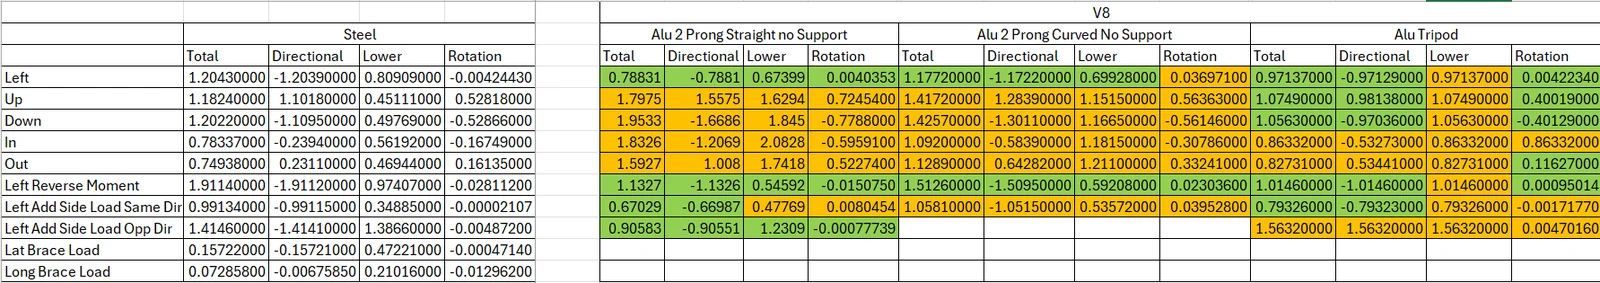 V8
Steel Alu 2 Prong Straight no Support Alu 2 Prong Curved No Support Alu Tripod
Total Directional Lower Rotation Total Directional Lower Rotation Total Directional Lower Rotation Total Directional Lower Rotation
Left 1.20430000 -1.20390000 0.80909000 -0.00424430 0.78831 -0.7881 0.67399 0.0040353 1.17720000 -1.17220000 0.69928000 0.03697100 0.97137000 -0.97129000 0.97137000 0.00422340
Up 1.18240000 1.10180000 0.45111000 0.52818000 1.7975 1.5575 1.6294 0.7245400 1.41720000 1.28390000 1.15150000 0.56363000 1.07490000 0.98138000 1.07490000 0.40019000
Down 1.20220000 -1.10950000 0.49769000 -0.52866000 1.9533 -1.6686 1.845 -0.7788000 1.42570000 -1.30110000 1.16650000 -0.56146000 1.05630000 -0.97036000 1.05630000 -0.40129000
In 0.78337000 -0.23940000 0.56192000 -0.16749000 1.8326 -1.2069 2.0828 -0.5959100 1.09200000 -0.58390000 1.18150000 -0.30786000 0.86332000 -0.53273000 0.86332000 0.86332000
Out 0.74938000 0.23110000 0.46944000 0.16135000 1.5927 1.008 1.7418 0.5227400 1.12890000 0.64282000 1.21100000 0.33241000 0.82731000 0.53441000 0.82731000 0.11627000
Left Reverse Moment 1.91140000 -1.91120000 0.97407000 -0.02811200 1.1327 -1.1326 0.54592 -0.0150750 1.51260000 -1.50950000 0.59208000 0.02303600 1.01460000 -1.01460000 1.01460000 0.00095014
Left Add Side Load Same Dir 0.99134000 -0.99115000 0.34885000 -0.00002107 0.67029 -0.66987 0.47769 0.0080454 1.05810000 -1.05150000 0.53572000 0.03952800 0.79326000 -0.79323000 0.79326000 -0.00171770
Left Add Side Load Opp Dir 1.41460000 -1.41410000 1.38660000 -0.00487200 0.90583 -0.90551 1.2309 -0.00077739 1.56320000 1.56320000 1.56320000 0.00470160
Lat Brace Load 0.15722000 -0.15721000 0.47221000 -0.00047140
Long Brace Load 0.07285800 -0.00675850 0.21016000 -0.01296200